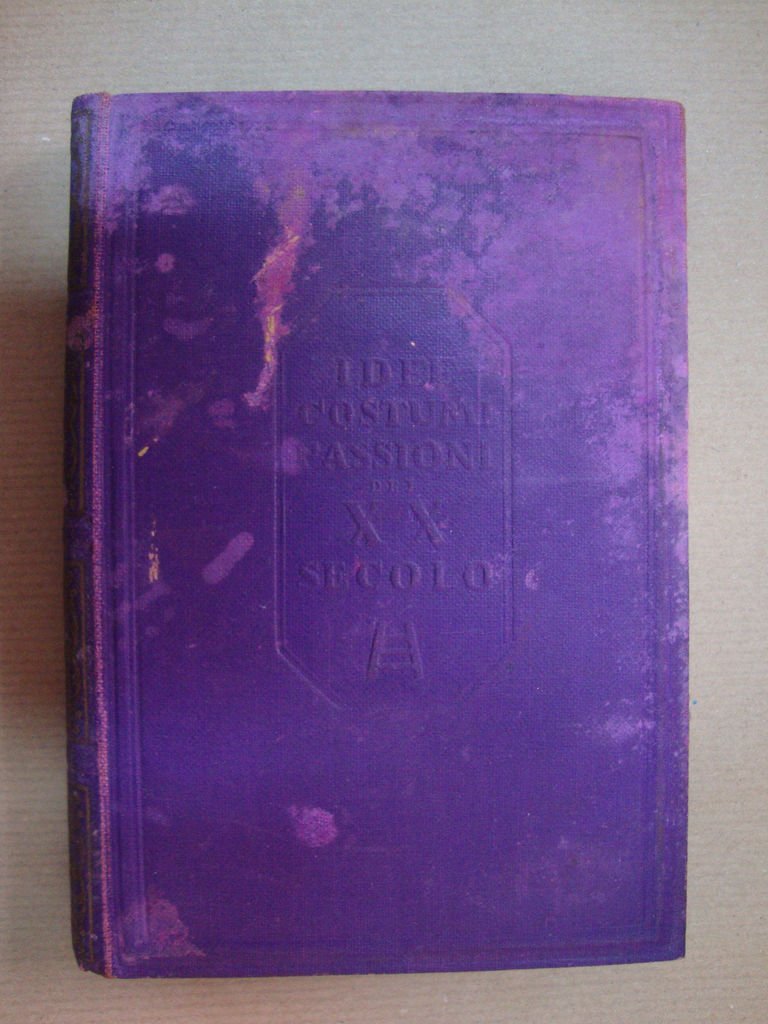 IDEE
COSTUMI
PASSIONI
DEL
XX
SECOLO